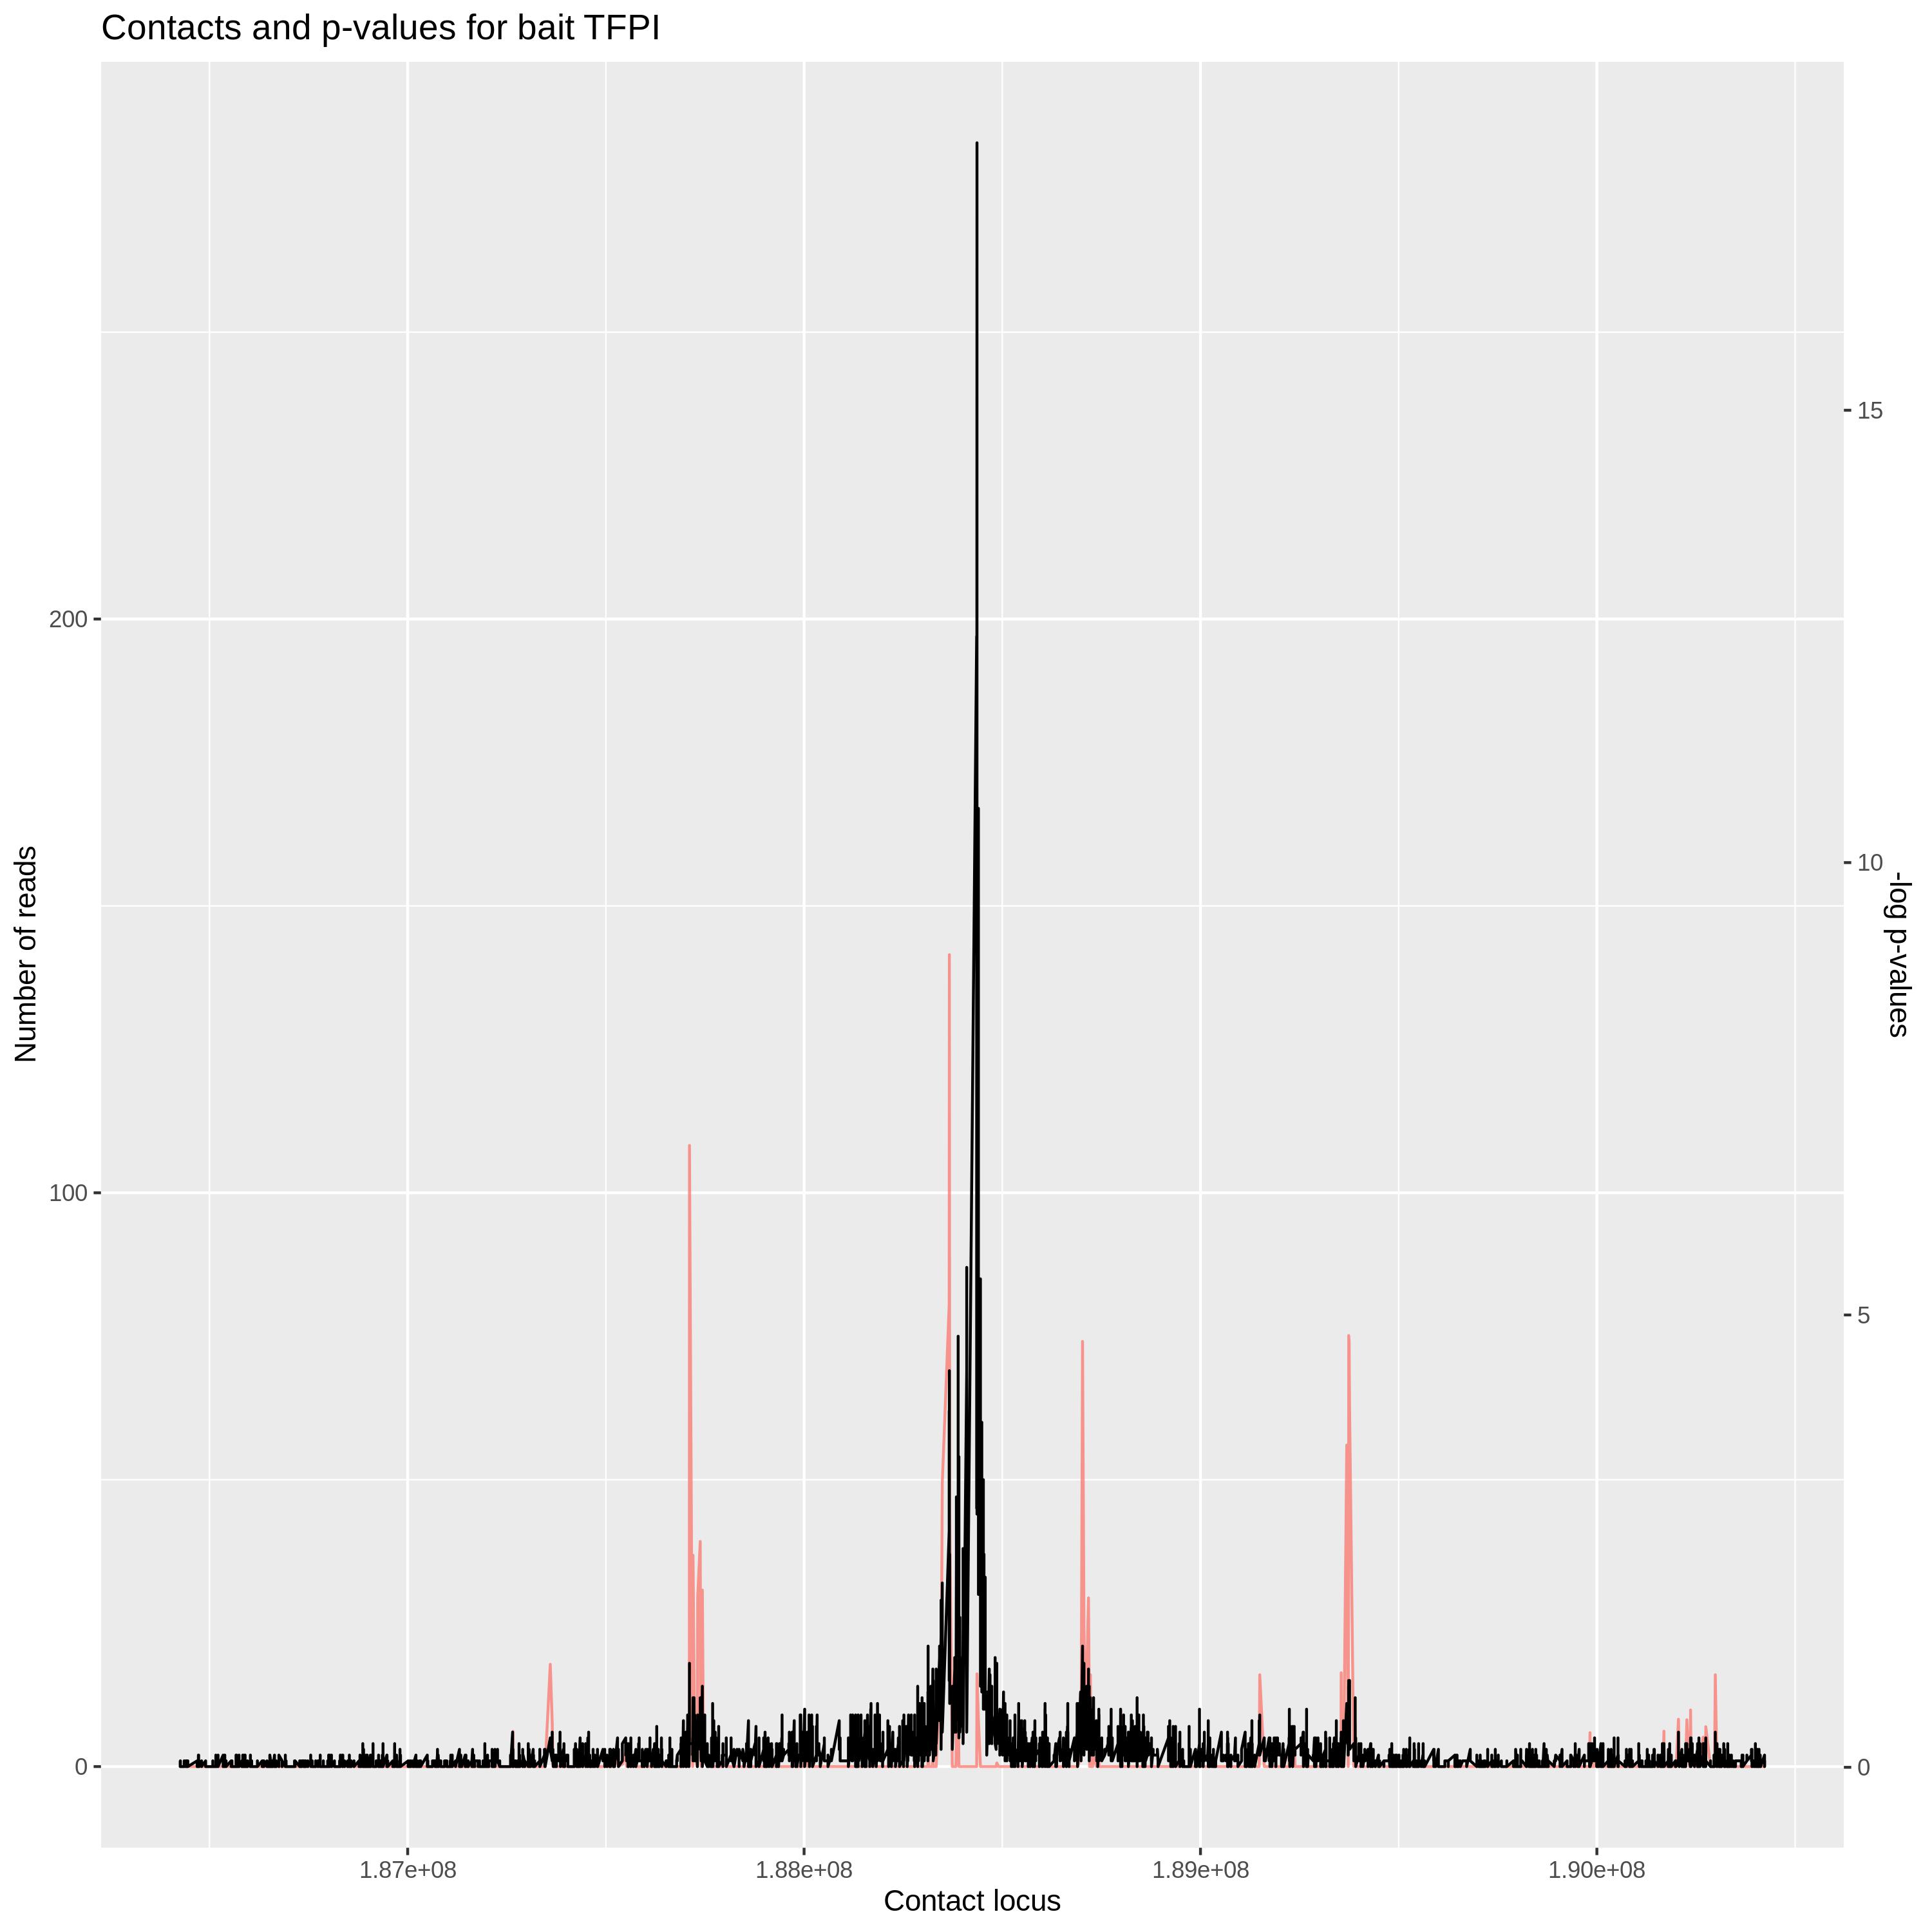 Contacts and p-values for bait TFPI
Number of reads
200
100
0
15
10
5
0
-log p-values
1.87e+08
1.88e+08
1.89e+08
1.90e+08
Contact locus